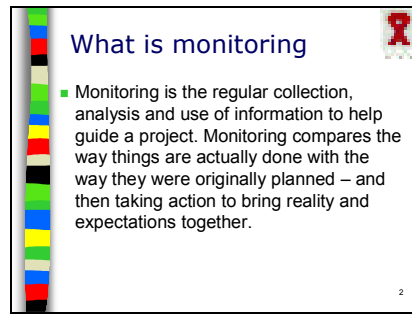 What is monitoring
Monitoring is the regular collection,
analysis and use of information to help
guide a project. Monitoring compares the
way things are actually done with the
way they were originally planned – and
then taking action to bring reality and
expectations together.
2